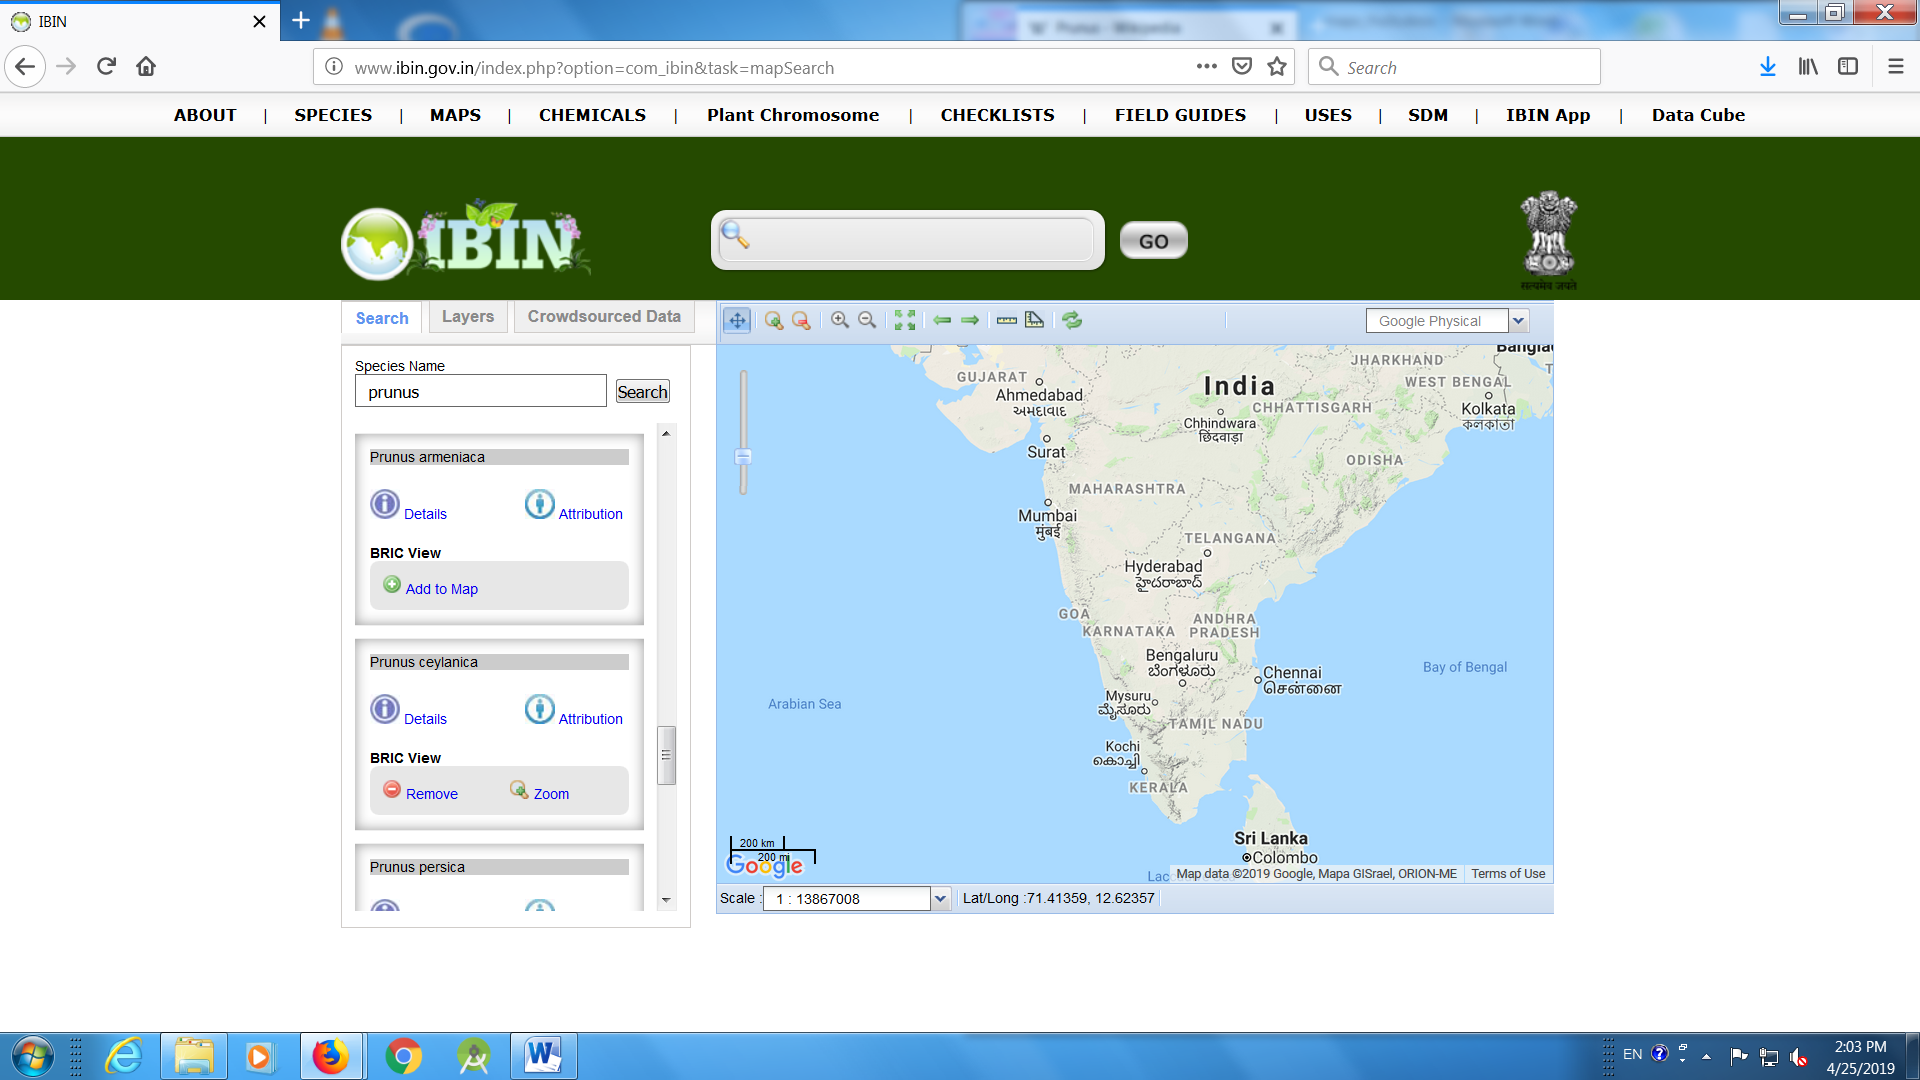 IBIN
Prunus - Wikipedia
www.ibin.gov.in/index.php?option=com_ibin&task=mapSearch
Search
ABOUT | SPECIES | MAPS | CHEMICALS | Plant Chromosome | CHECKLISTS | FIELD GUIDES | USES | SDM | IBIN App | Data Cube
IBIN
GO
सत्यमेव जयते
Search Layers Crowdsourced Data
Google Physical
Species Name
prunus
Search
Prunus armeniaca
Details Attribution
BRIC View
Add to Map
Prunus ceylanica
Details Attribution
BRIC View
Remove Zoom
Prunus persica
JHARKHAND
GUJARAT
Ahmedabad
અમદાવાદ
India
WEST BENGAL
CHHATTISGARH
Kolkata
কলকাতা
Chhindwara
छिंदवाड़ा
Surat
ODISHA
MAHARASHTRA
Mumbai
मुंबई
TELANGANA
Hyderabad
హైదరాబాద్
GOA
KARNATAKA
ANDHRA
PRADESH
Bengaluru
ಬೆಂಗಳೂರು
Chennai
சென்னை
Bay of Bengal
Arabian Sea
Mysuru
ಮೈಸೂರು
TAMIL NADU
Kochi
കൊച്ചി
KERALA
Sri Lanka
Colombo
200 km
200 mi
Google
Map data ©2019 Google, Mapa GISrael, ORION-ME Terms of Use
Scale : 1 : 13867008 Lat/Long :71.41359, 12.62357
EN
2:03 PM
4/25/2019